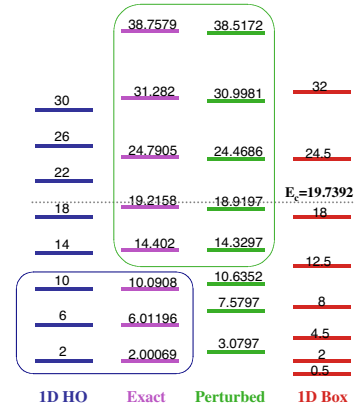 38.7579 38.5172
31.282 30.9981 32
30
26 24.7905 24.4686 24.5
22
E_c=19.7392
18 19.2158 18.9197 18
14 14.402 14.3297
12.5
10 10.0908 10.6352
7.5797 8
6 6.01196
4.5
3.0797
2 2.00069 2
0.5
1D HO Exact Perturbed 1D Box